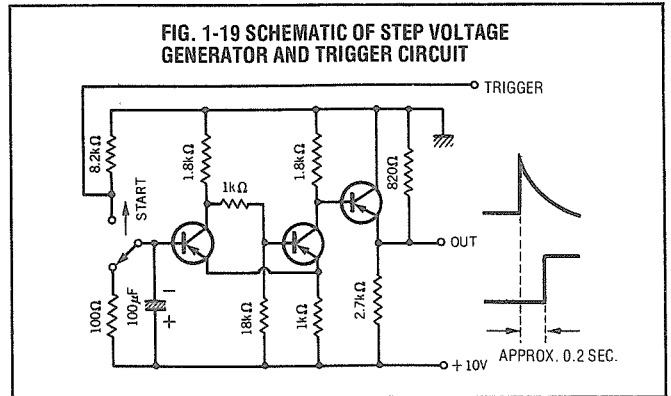 FIG. 1-19 SCHEMATIC OF STEP VOLTAGE
GENERATOR AND TRIGGER CIRCUIT
TRIGGER
8.2kΩ
1.8kΩ
1kΩ
1.8kΩ
820Ω
START
OUT
100Ω
100µF
−
+
18kΩ
1kΩ
2.7kΩ
+10V
APPROX. 0.2 SEC.